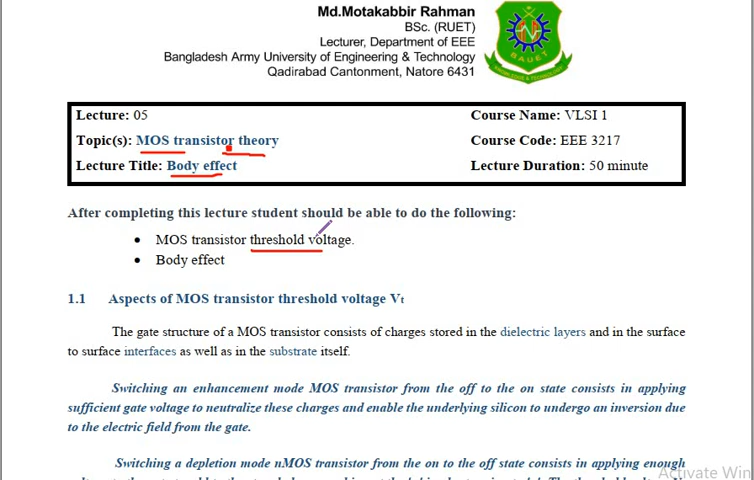 Md.Motakabbir Rahman
BSc. (RUET)
Lecturer, Department of EEE
Bangladesh Army University of Engineering & Technology
Qadirabad Cantonment, Natore 6431
BAUET
Lecture: 05 Course Name: VLSI 1
Topic(s): MOS transistor theory Course Code: EEE 3217
Lecture Title: Body effect Lecture Duration: 50 minute
After completing this lecture student should be able to do the following:
• MOS transistor threshold voltage.
• Body effect
1.1 Aspects of MOS transistor threshold voltage Vt
The gate structure of a MOS transistor consists of charges stored in the dielectric layers and in the surface
to surface interfaces as well as in the substrate itself.
Switching an enhancement mode MOS transistor from the off to the on state consists in applying
sufficient gate voltage to neutralize these charges and enable the underlying silicon to undergo an inversion due
to the electric field from the gate.
Switching a depletion mode nMOS transistor from the on to the off state consists in applying enough
Activate Win